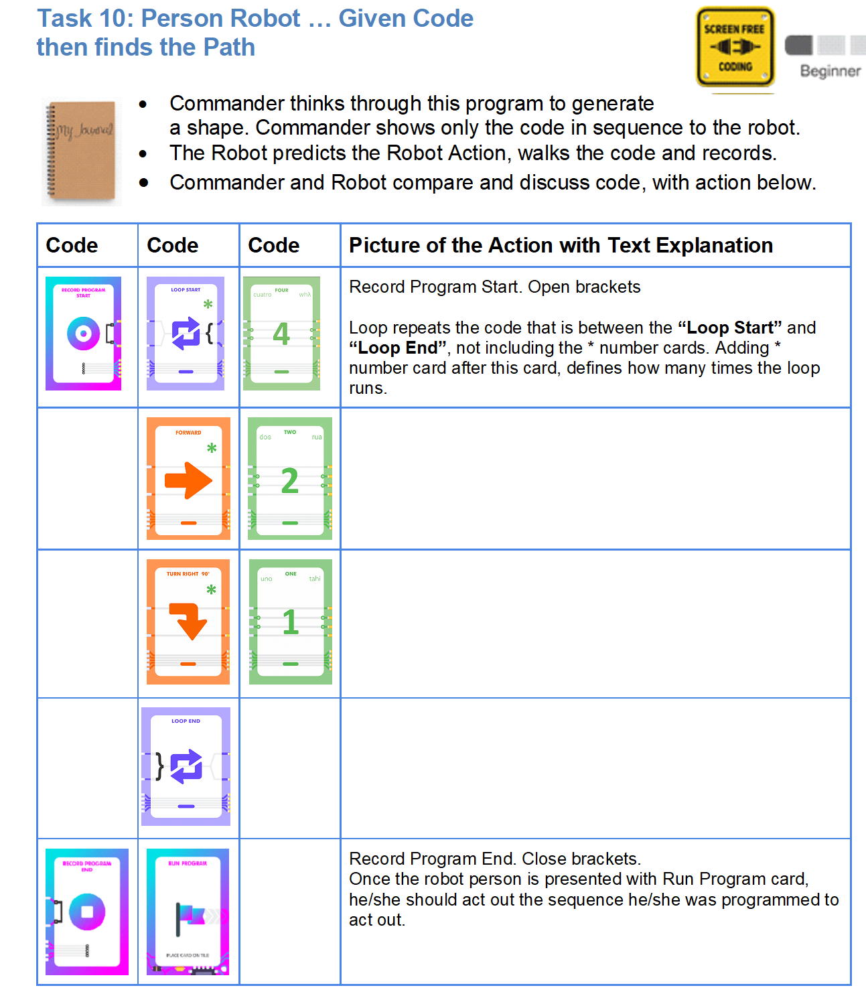 Task 10: Person Robot … Given Code
then finds the Path
SCREEN FREE
CODING
Beginner
My Journal
• Commander thinks through this program to generate
a shape. Commander shows only the code in sequence to the robot.
• The Robot predicts the Robot Action, walks the code and records.
• Commander and Robot compare and discuss code, with action below.
Code Code Code Picture of the Action with Text Explanation
RECORD PROGRAM
START
LOOP START
*
{
FOUR
cuatro whā
4
Record Program Start. Open brackets
Loop repeats the code that is between the “Loop Start” and
“Loop End”, not including the * number cards. Adding *
number card after this card, defines how many times the loop
runs.
FORWARD
*
TWO
dos rua
2
TURN RIGHT 90°
*
ONE
uno tahi
1
LOOP END
}
RECORD PROGRAM
END
RUN PROGRAM
PLACE CARD ON TILE
Record Program End. Close brackets.
Once the robot person is presented with Run Program card,
he/she should act out the sequence he/she was programmed to
act out.